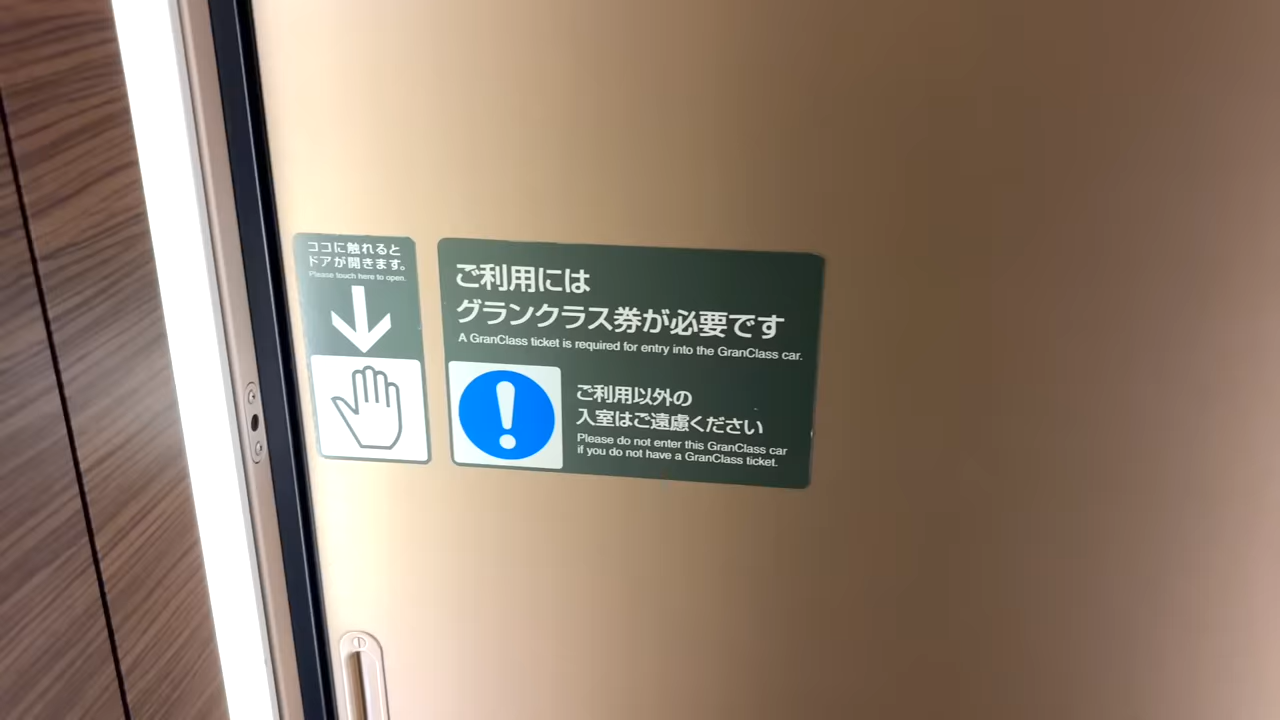 ココに触れると
ドアが開きます。
Please touch here to open.
ご利用には
グランクラス券が必要です
A GranClass ticket is required for entry into the GranClass car.
ご利用以外の
入室はご遠慮ください
Please do not enter this GranClass car
if you do not have a GranClass ticket.